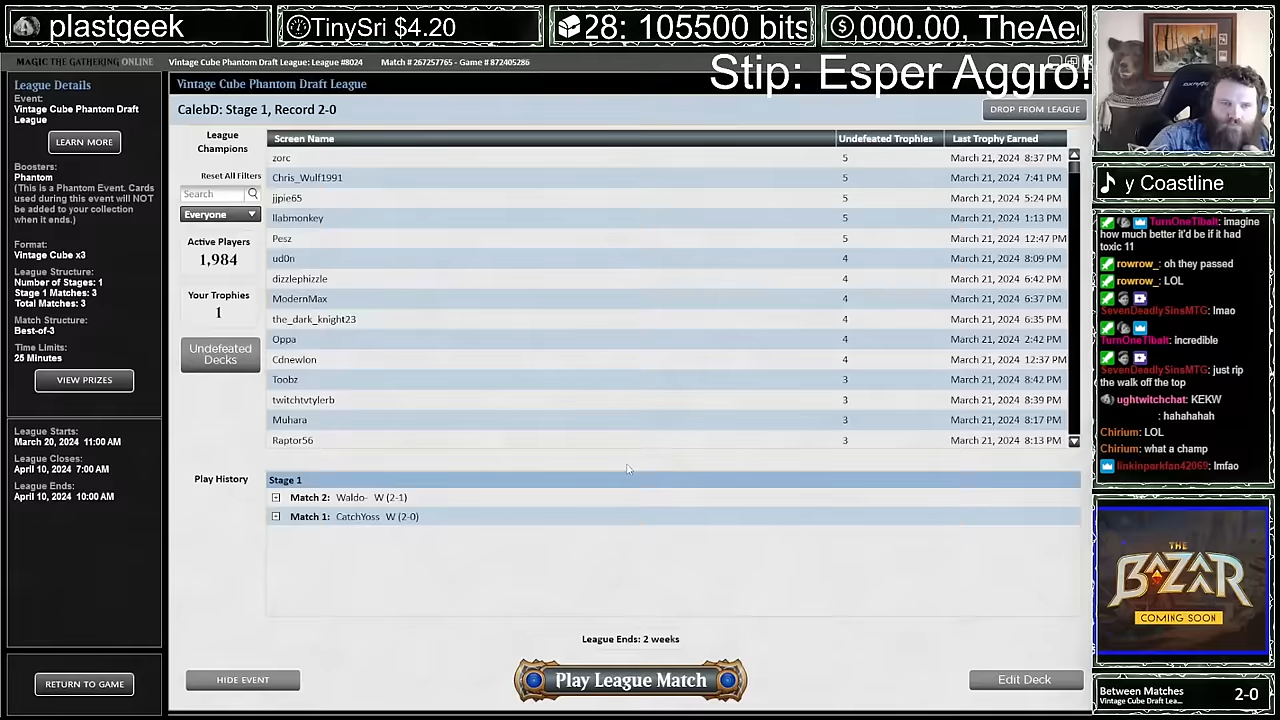 plastgeek
TinySri $4.20
28: 105500 bits
,000.00, TheAe
MAGIC THE GATHERING ONLINE
Vintage Cube Phantom Draft League: League #8024
Match # 267257765 - Game # 872405286
Stip: Esper Aggro!
League Details
Event:
Vintage Cube Phantom Draft
League
LEARN MORE
Boosters:
Phantom
(This is a Phantom Event. Cards
used during this event will NOT
be added to your collection
when it ends.)
Format:
Vintage Cube x3
League Structure:
Number of Stages: 1
Stage 1 Matches: 3
Total Matches: 3
Match Structure:
Best-of-3
Time Limits:
25 Minutes
VIEW PRIZES
League Starts:
March 20, 2024 11:00 AM
League Closes:
April 10, 2024 7:00 AM
League Ends:
April 10, 2024 10:00 AM
RETURN TO GAME
Vintage Cube Phantom Draft League
CalebD: Stage 1, Record 2-0
DROP FROM LEAGUE
League
Champions
Reset All Filters
Search
Everyone
Active Players
1,984
Your Trophies
1
Undefeated
Decks
Screen Name Undefeated Trophies Last Trophy Earned
zorc 5 March 21, 2024 8:37 PM
Chris_Wulf1991 5 March 21, 2024 7:41 PM
jjpie65 5 March 21, 2024 5:24 PM
llabmonkey 5 March 21, 2024 1:13 PM
Pesz 5 March 21, 2024 12:47 PM
ud0n 4 March 21, 2024 8:09 PM
dizzlephizzle 4 March 21, 2024 6:42 PM
ModernMax 4 March 21, 2024 6:37 PM
the_dark_knight23 4 March 21, 2024 6:35 PM
Oppa 4 March 21, 2024 2:42 PM
Cdnewlon 4 March 21, 2024 12:37 PM
Toobz 3 March 21, 2024 8:42 PM
twitchtvtylerb 3 March 21, 2024 8:39 PM
Muhara 3 March 21, 2024 8:17 PM
Raptor56 3 March 21, 2024 8:13 PM
Play History
Stage 1
Match 2: Waldo- W (2-1)
Match 1: CatchYoss W (2-0)
League Ends: 2 weeks
HIDE EVENT
Play League Match
Edit Deck
y Coastline
TurnOneTibalt: imagine
how much better it'd be if it had
toxic 11
rowrow_: oh they passed
rowrow_: LOL
SevenDeadlySinsMTG: lmao
TurnOneTibalt: incredible
SevenDeadlySinsMTG: just rip
the walk off the top
ughtwitchchat: KEKW
: hahahahah
Chirium: LOL
Chirium: what a champ
linkinparkfan42069: lmfao
THE
BAZAAR
COMING SOON
Between Matches
Vintage Cube Draft Lea...
2-0